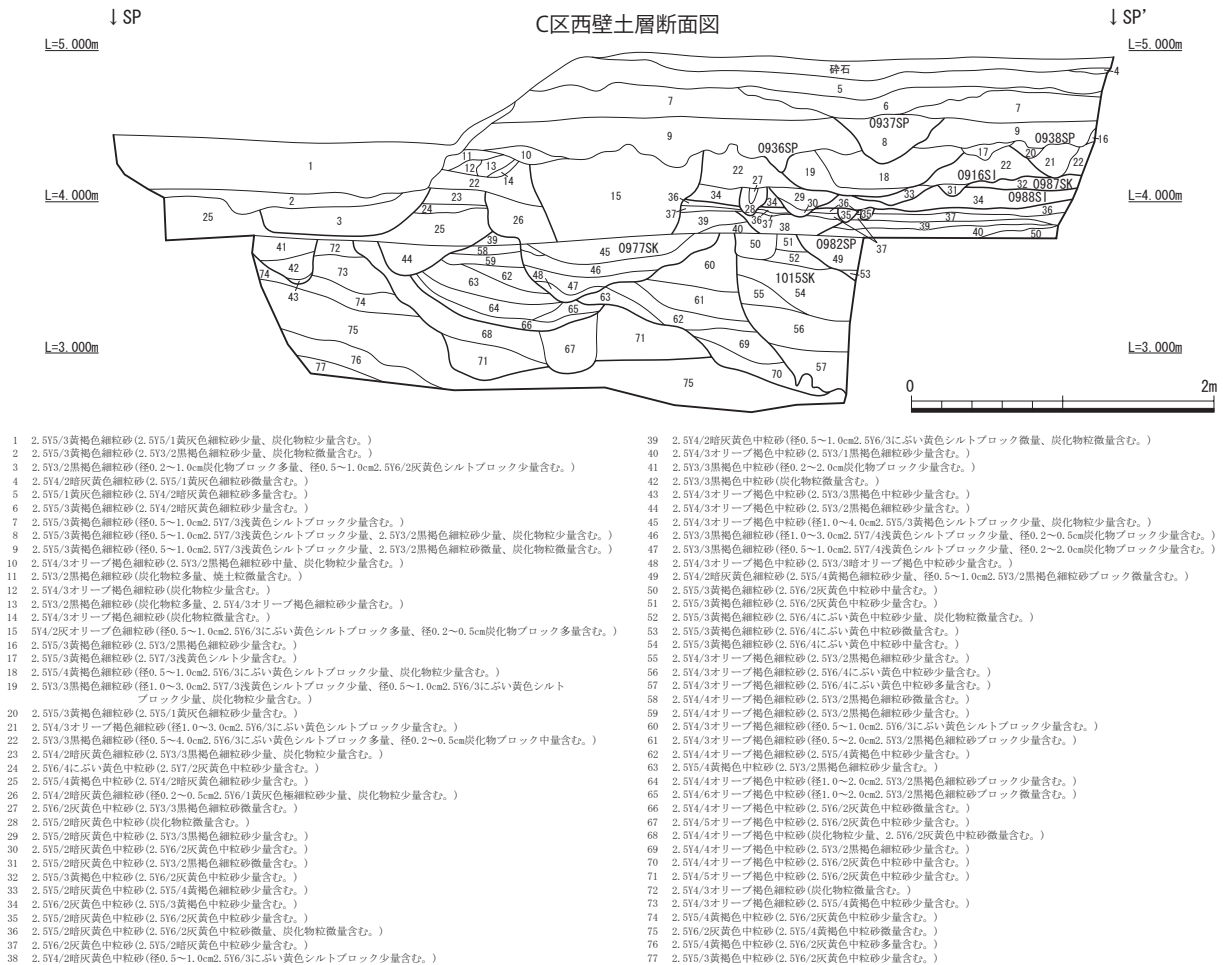 ↓SP
C区西壁土層断面図
↓SP'
L=5.000m
L=5.000m
L=4.000m
L=4.000m
L=3.000m
L=3.000m
砕石
0936SP
0937SP
0938SP
0916SI
0987SK
0988SI
0977SK
0982SP
1015SK
0
2m
1 2.5Y5/3黄褐色細粒砂(2.5Y5/1黄灰色細粒砂少量、炭化物粒少量含む。)
2 2.5Y5/3黄褐色細粒砂(2.5Y3/2黒褐色細粒砂少量、炭化物粒微量含む。)
3 2.5Y3/2黒褐色細粒砂(径0.2～1.0cm炭化物ブロック多量、径0.5～1.0cm2.5Y6/2灰黄色シルトブロック少量含む。)
4 2.5Y4/2暗灰黄色細粒砂(2.5Y5/1黄灰色細粒砂微量含む。)
5 2.5Y5/1黄灰色細粒砂(2.5Y4/2暗灰黄色細粒砂多量含む。)
6 2.5Y5/3黄褐色細粒砂(2.5Y4/2暗灰黄色細粒砂少量含む。)
7 2.5Y5/3黄褐色細粒砂(径0.5～1.0cm2.5Y7/3浅黄色シルトブロック少量含む。)
8 2.5Y5/3黄褐色細粒砂(径0.5～1.0cm2.5Y7/3浅黄色シルトブロック少量、2.5Y3/2黒褐色細粒砂少量、炭化物粒少量含む。)
9 2.5Y5/3黄褐色細粒砂(径0.5～1.0cm2.5Y7/3浅黄色シルトブロック少量、2.5Y3/2黒褐色細粒砂微量、炭化物粒微量含む。)
10 2.5Y4/3オリーブ褐色細粒砂(2.5Y3/2黒褐色細粒砂中量、炭化物粒少量含む。)
11 2.5Y3/2黒褐色細粒砂(炭化物粒多量、焼土粒微量含む。)
12 2.5Y4/3オリーブ褐色細粒砂(炭化物粒少量含む。)
13 2.5Y3/2黒褐色細粒砂(炭化物粒多量、2.5Y4/3オリーブ褐色細粒砂少量含む。)
14 2.5Y4/3オリーブ褐色細粒砂(炭化物粒微量含む。)
15 5Y4/2灰オリーブ色細粒砂(径0.5～1.0cm2.5Y6/3にぶい黄色シルトブロック多量、径0.2～0.5cm炭化物ブロック多量含む。)
16 2.5Y5/3黄褐色細粒砂(2.5Y3/2黒褐色細粒砂少量含む。)
17 2.5Y5/3黄褐色細粒砂(2.5Y7/3浅黄色シルト少量含む。)
18 2.5Y5/4黄褐色細粒砂(径0.5～1.0cm2.5Y6/3にぶい黄色シルトブロック少量、炭化物粒少量含む。)
19 2.5Y3/3黒褐色細粒砂(径1.0～3.0cm2.5Y7/3浅黄色シルトブロック少量、径0.5～1.0cm2.5Y6/3にぶい黄色シルト
ブロック少量、炭化物粒少量含む。)
20 2.5Y5/3黄褐色細粒砂(2.5Y5/1黄灰色細粒砂少量含む。)
21 2.5Y4/3オリーブ褐色細粒砂(径1.0～3.0cm2.5Y6/3にぶい黄色シルトブロック少量含む。)
22 2.5Y3/3黒褐色細粒砂(径0.5～4.0cm2.5Y6/3にぶい黄色シルトブロック多量、径0.2～0.5cm炭化物ブロック中量含む。)
23 2.5Y4/2暗灰黄色細粒砂(2.5Y3/3黒褐色細粒砂少量、炭化物粒少量含む。)
24 2.5Y6/4にぶい黄色中粒砂(2.5Y7/2灰黄色中粒砂少量含む。)
25 2.5Y5/4黄褐色中粒砂(2.5Y4/2暗灰黄色細粒砂少量含む。)
26 2.5Y4/2暗灰黄色細粒砂(径0.2～0.5cm2.5Y6/1黄灰色極細粒砂少量、炭化物粒少量含む。)
27 2.5Y6/2灰黄色中粒砂(2.5Y3/3黒褐色細粒砂微量含む。)
28 2.5Y5/2暗灰黄色中粒砂(炭化物粒微量含む。)
29 2.5Y5/2暗灰黄色中粒砂(2.5Y3/3黒褐色細粒砂少量含む。)
30 2.5Y5/2暗灰黄色中粒砂(2.5Y6/2灰黄色中粒砂少量含む。)
31 2.5Y5/2暗灰黄色中粒砂(2.5Y3/2黒褐色細粒砂微量含む。)
32 2.5Y5/3黄褐色中粒砂(2.5Y6/2灰黄色中粒砂少量含む。)
33 2.5Y5/2暗灰黄色中粒砂(2.5Y5/4黄褐色細粒砂少量含む。)
34 2.5Y6/2灰黄色中粒砂(2.5Y5/3黄褐色中粒砂少量含む。)
35 2.5Y5/2暗灰黄色中粒砂(2.5Y6/2灰黄色中粒砂少量含む。)
36 2.5Y5/2暗灰黄色中粒砂(2.5Y6/2灰黄色中粒砂微量、炭化物粒微量含む。)
37 2.5Y6/2灰黄色中粒砂(2.5Y5/2暗灰黄色中粒砂少量含む。)
38 2.5Y4/2暗灰黄色中粒砂(径0.5～1.0cm2.5Y6/3にぶい黄色シルトブロック少量含む。)
39 2.5Y4/2暗灰黄色中粒砂(径0.5～1.0cm2.5Y6/3にぶい黄色シルトブロック微量、炭化物粒微量含む。)
40 2.5Y4/3オリーブ褐色中粒砂(2.5Y3/1黒褐色細粒砂少量含む。)
41 2.5Y3/3黒褐色中粒砂(径0.2～2.0cm炭化物ブロック少量含む。)
42 2.5Y3/3黒褐色中粒砂(炭化物粒微量含む。)
43 2.5Y4/3オリーブ褐色中粒砂(2.5Y3/3黒褐色中粒砂少量含む。)
44 2.5Y4/3オリーブ褐色中粒砂(2.5Y3/2黒褐色細粒砂少量含む。)
45 2.5Y4/3オリーブ褐色中粒砂(径1.0～4.0cm2.5Y5/3黄褐色シルトブロック少量、炭化物粒少量含む。)
46 2.5Y3/3黒褐色細粒砂(径1.0～3.0cm2.5Y7/4浅黄色シルトブロック少量、径0.2～0.5cm炭化物ブロック少量含む。)
47 2.5Y3/3黒褐色細粒砂(径0.5～1.0cm2.5Y7/4浅黄色シルトブロック少量、径0.2～2.0cm炭化物ブロック少量含む。)
48 2.5Y4/3オリーブ褐色中粒砂(2.5Y3/3暗オリーブ褐色中粒砂中量含む。)
49 2.5Y4/2暗灰黄色細粒砂(2.5Y5/4黄褐色細粒砂少量、径0.5～1.0cm2.5Y3/2黒褐色細粒砂ブロック微量含む。)
50 2.5Y5/3黄褐色細粒砂(2.5Y6/2灰黄色中粒砂中量含む。)
51 2.5Y5/3黄褐色細粒砂(2.5Y6/2灰黄色中粒砂少量含む。)
52 2.5Y5/3黄褐色細粒砂(2.5Y6/4にぶい黄色中粒砂少量、炭化物粒微量含む。)
53 2.5Y5/3黄褐色細粒砂(2.5Y6/4にぶい黄色中粒砂微量含む。)
54 2.5Y5/3黄褐色細粒砂(2.5Y6/4にぶい黄色中粒砂中量含む。)
55 2.5Y4/3オリーブ褐色細粒砂(2.5Y3/2黒褐色細粒砂少量含む。)
56 2.5Y4/3オリーブ褐色細粒砂(2.5Y6/4にぶい黄色中粒砂少量含む。)
57 2.5Y4/3オリーブ褐色細粒砂(2.5Y6/4にぶい黄色中粒砂多量含む。)
58 2.5Y4/4オリーブ褐色細粒砂(2.5Y3/2黒褐色細粒砂微量含む。)
59 2.5Y4/4オリーブ褐色細粒砂(2.5Y3/2黒褐色細粒砂少量含む。)
60 2.5Y4/3オリーブ褐色細粒砂(径0.5～1.0cm2.5Y6/3にぶい黄色シルトブロック少量含む。)
61 2.5Y4/3オリーブ褐色細粒砂(径0.5～2.0cm2.5Y3/2黒褐色細粒砂ブロック少量含む。)
62 2.5Y4/4オリーブ褐色細粒砂(2.5Y5/4黄褐色中粒砂少量含む。)
63 2.5Y5/4黄褐色中粒砂(2.5Y3/2黒褐色細粒砂少量含む。)
64 2.5Y4/4オリーブ褐色中粒砂(径1.0～2.0cm2.5Y3/2黒褐色細粒砂ブロック少量含む。)
65 2.5Y4/6オリーブ褐色中粒砂(径1.0～2.0cm2.5Y3/2黒褐色細粒砂ブロック微量含む。)
66 2.5Y4/4オリーブ褐色中粒砂(2.5Y6/2灰黄色中粒砂微量含む。)
67 2.5Y4/5オリーブ褐色中粒砂(2.5Y6/2灰黄色中粒砂少量含む。)
68 2.5Y4/4オリーブ褐色中粒砂(炭化物粒少量、2.5Y6/2灰黄色中粒砂微量含む。)
69 2.5Y4/4オリーブ褐色中粒砂(2.5Y3/2黒褐色細粒砂少量含む。)
70 2.5Y4/4オリーブ褐色中粒砂(2.5Y6/2灰黄色中粒砂中量含む。)
71 2.5Y4/5オリーブ褐色中粒砂(2.5Y6/2灰黄色中粒砂少量含む。)
72 2.5Y4/3オリーブ褐色細粒砂(炭化物粒微量含む。)
73 2.5Y4/3オリーブ褐色細粒砂(2.5Y5/4黄褐色中粒砂少量含む。)
74 2.5Y5/4黄褐色中粒砂(2.5Y6/2灰黄色中粒砂少量含む。)
75 2.5Y6/2灰黄色中粒砂(2.5Y5/4黄褐色中粒砂微量含む。)
76 2.5Y5/4黄褐色中粒砂(2.5Y6/2灰黄色中粒砂多量含む。)
77 2.5Y5/3黄褐色中粒砂(2.5Y6/2灰黄色中粒砂少量含む。)